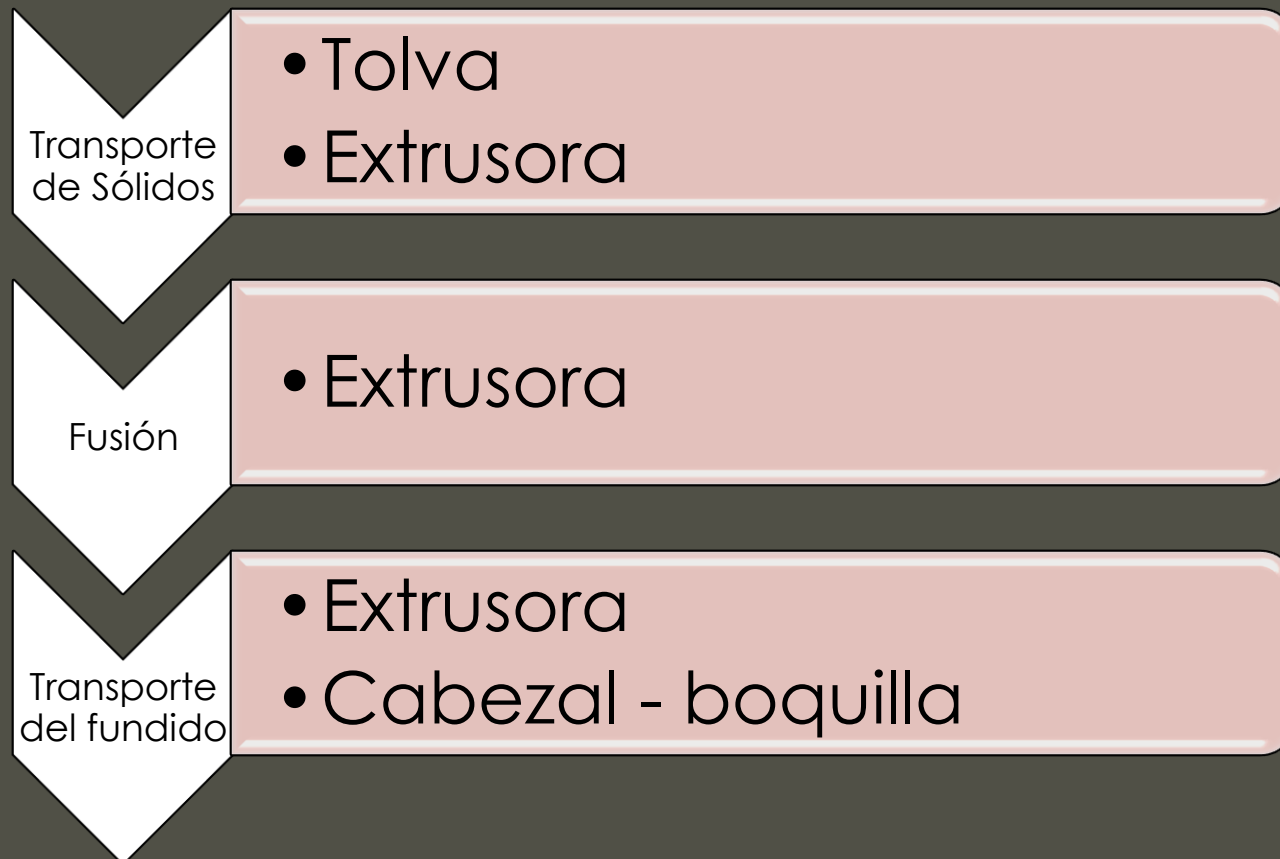 Transporte
de Sólidos
• Tolva
• Extrusora
Fusión
• Extrusora
Transporte
del fundido
• Extrusora
• Cabezal - boquilla